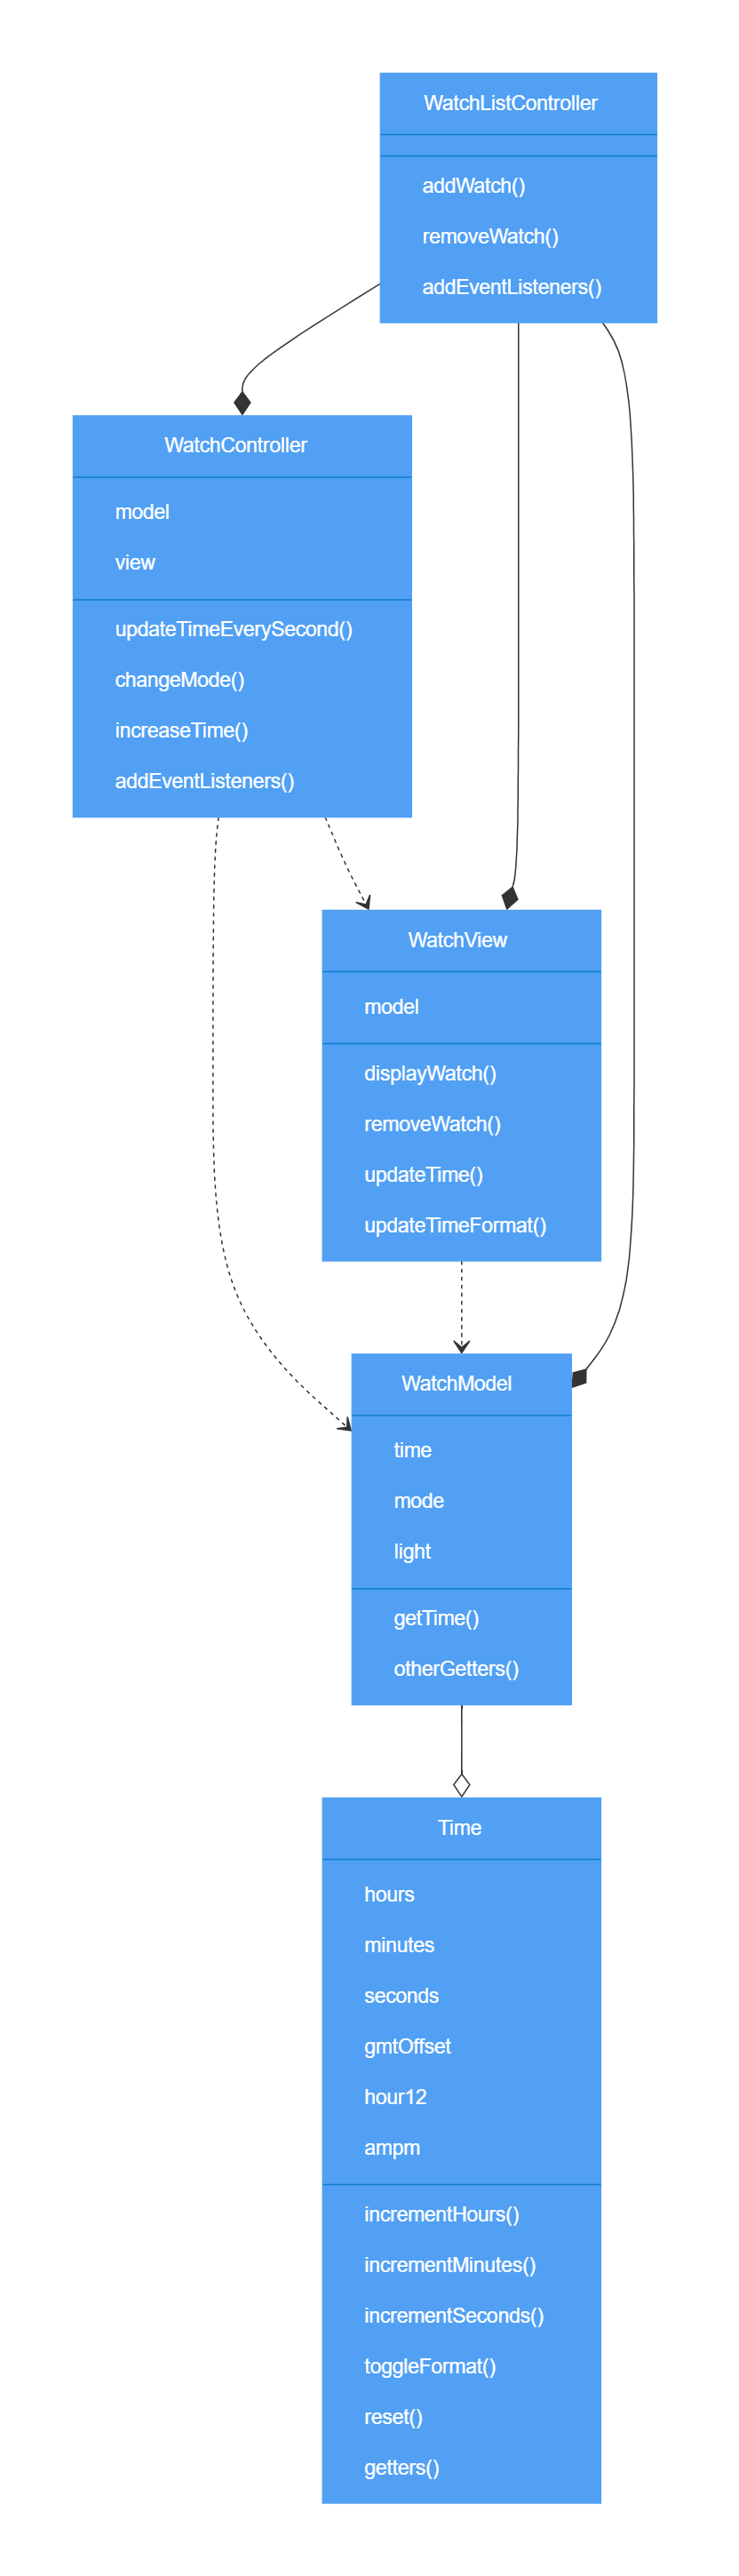 WatchListController
addWatch()
removeWatch()
addEventListeners()
WatchController
model
view
updateTimeEverySecond()
changeMode()
increaseTime()
addEventListeners()
WatchView
model
displayWatch()
removeWatch()
updateTime()
updateTimeFormat()
WatchModel
time
mode
light
getTime()
otherGetters()
Time
hours
minutes
seconds
gmtOffset
hour12
ampm
incrementHours()
incrementMinutes()
incrementSeconds()
toggleFormat()
reset()
getters()